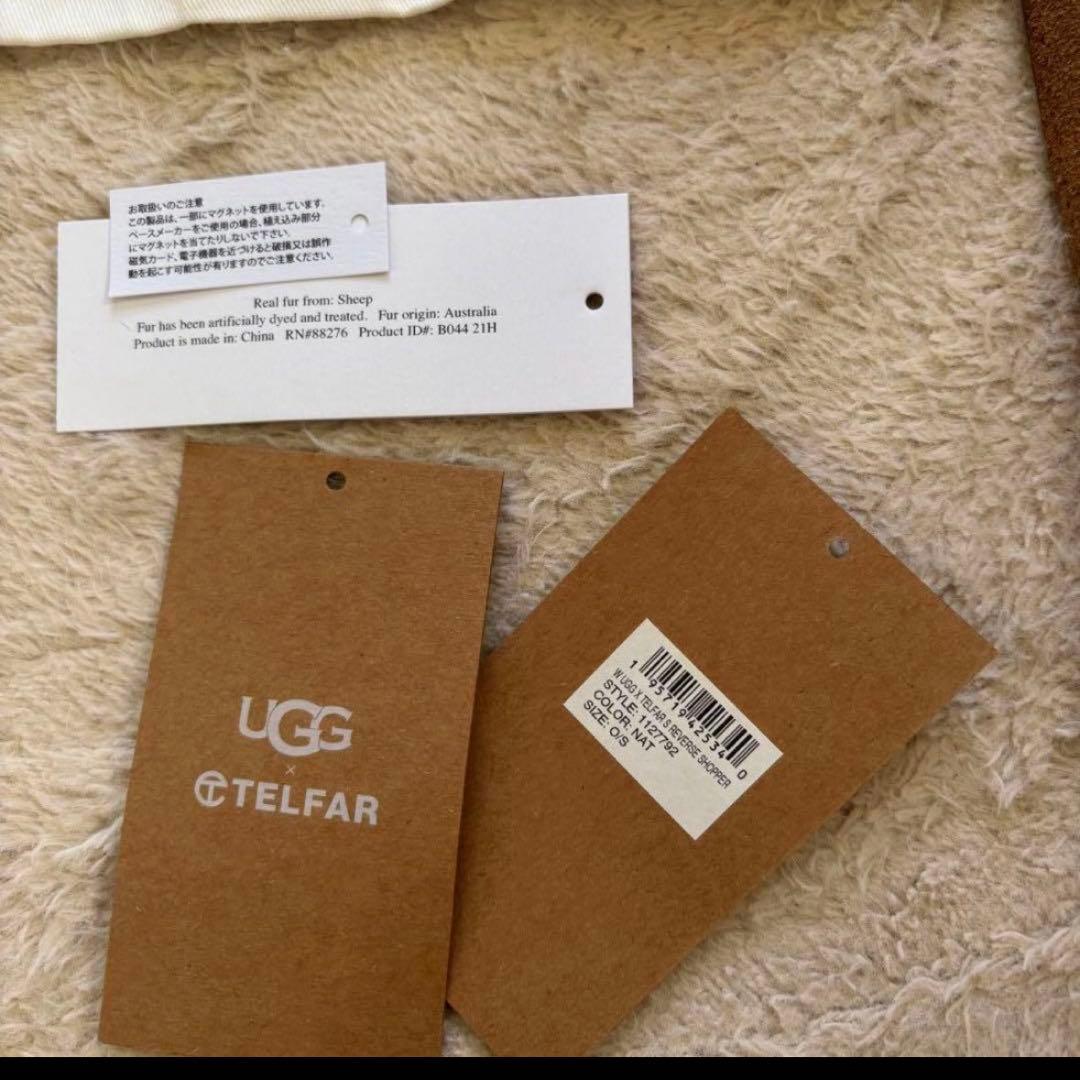 お取扱いのご注意
この製品は、一部にマグネットを使用しています。
ペースメーカーをご使用の場合、植え込み部分
にマグネットを当てたりしないで下さい。
磁気カード、電子機器を近づけると破損又は誤作
動を起こす可能性が有りますのでご注意ください。
Real fur from: Sheep
Fur has been artificially dyed and treated. Fur origin: Australia
Product is made in: China RN#88276 Product ID#: B044 21H
UGG
×
TELFAR
1 95719 42534 0
W UGG X TELFAR S REVERSE SHOPPER
STYLE: 1127792
COLOR: NAT
SIZE: O/S